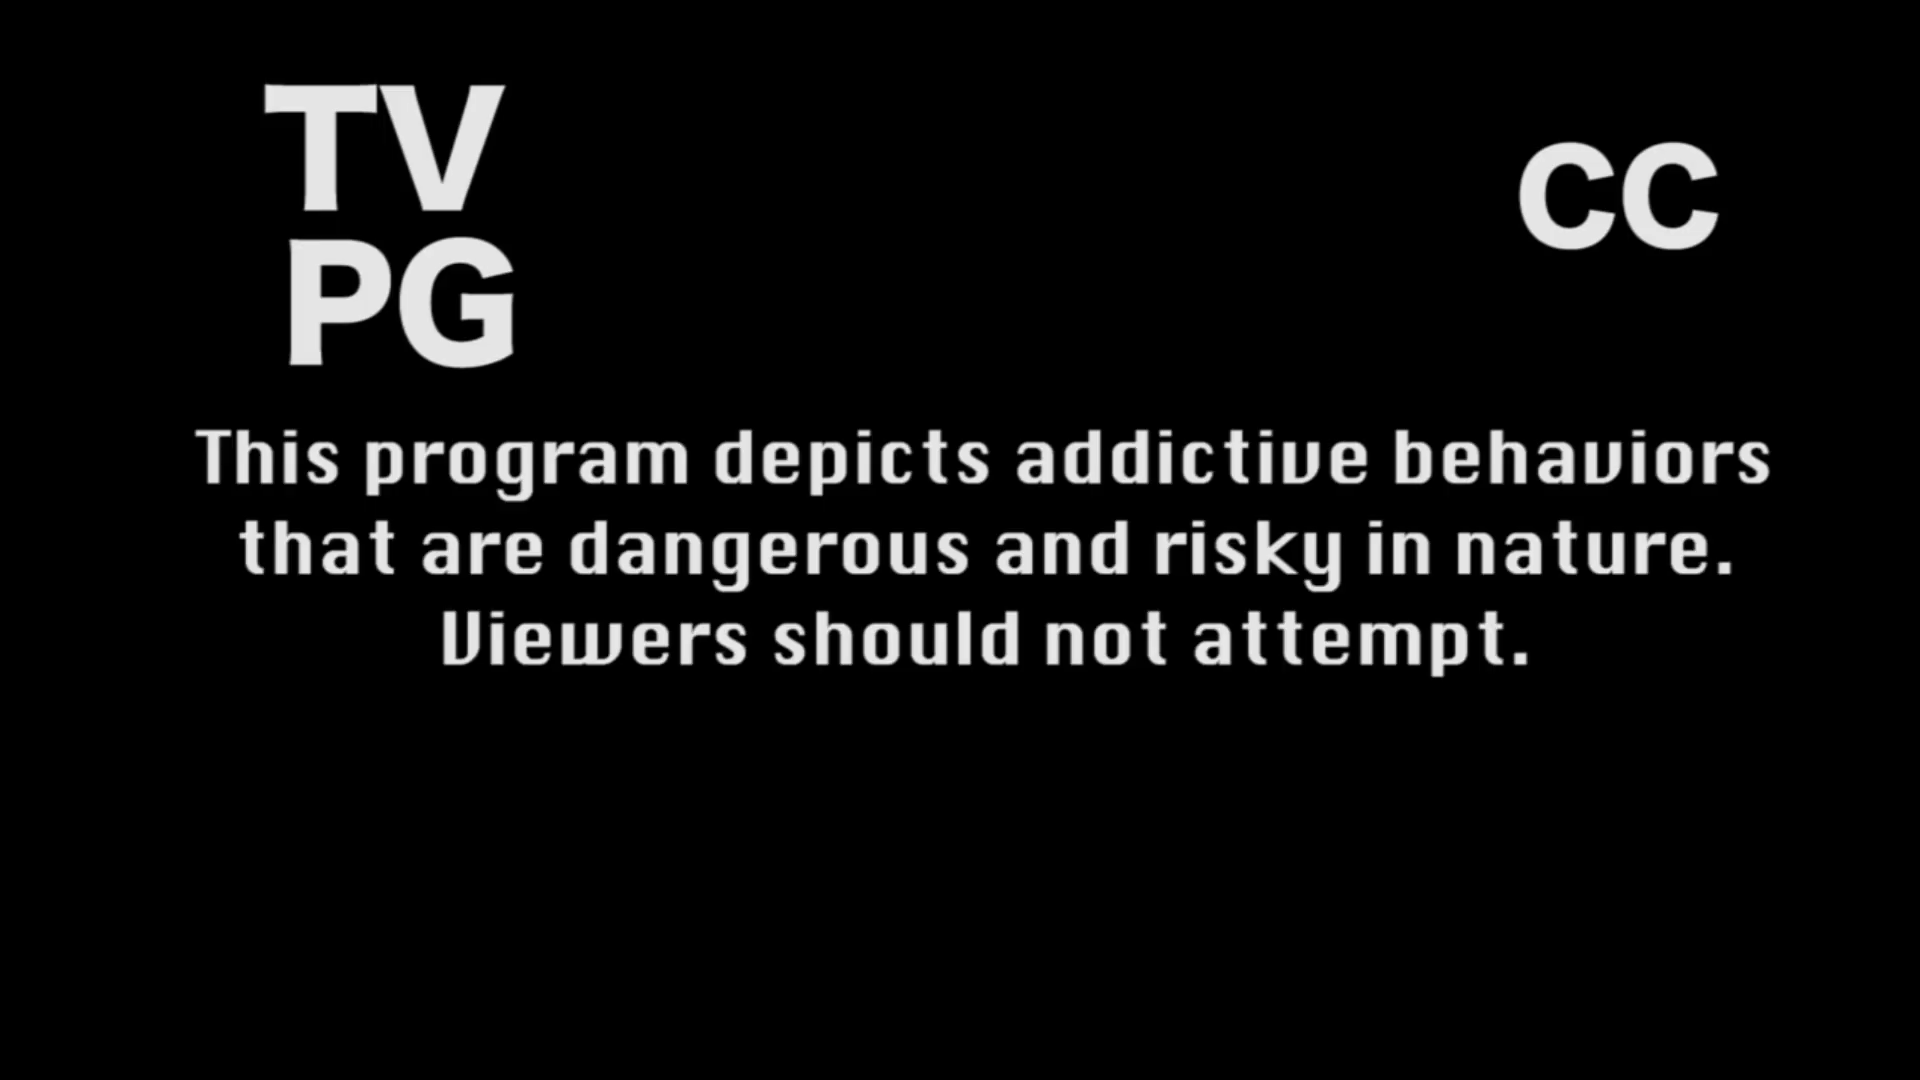 TV
PG
CC
This program depicts addictive behaviors
that are dangerous and risky in nature.
Viewers should not attempt.